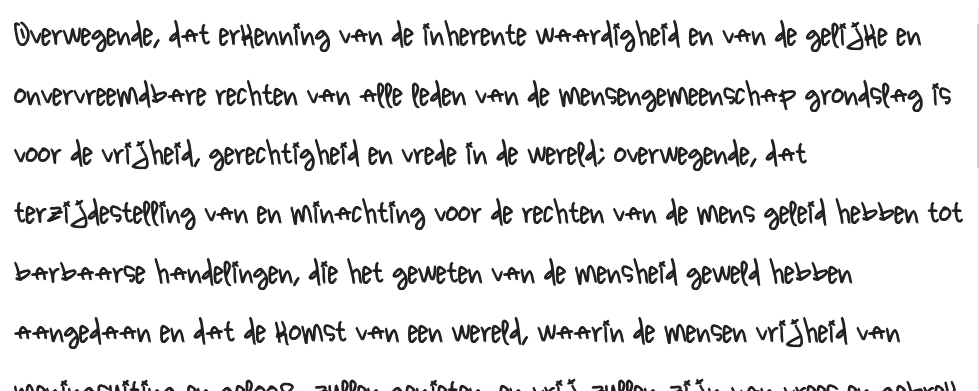 Overwegende, dat erkenning van de inherente waardigheid en van de gelijke en
onvervreemdbare rechten van alle leden van de mensengemeenschap grondslag is
voor de vrijheid, gerechtigheid en vrede in de wereld; overwegende, dat
terzijdestelling van en minachting voor de rechten van de mens geleid hebben tot
barbaarse handelingen, die het geweten van de mensheid geweld hebben
aangedaan en dat de komst van een wereld, waarin de mensen vrijheid van